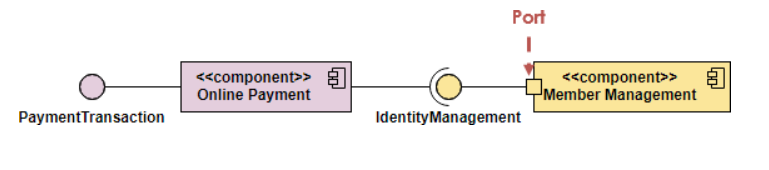 Port
<<component>>
Online Payment
<<component>>
Member Management
PaymentTransaction
IdentityManagement